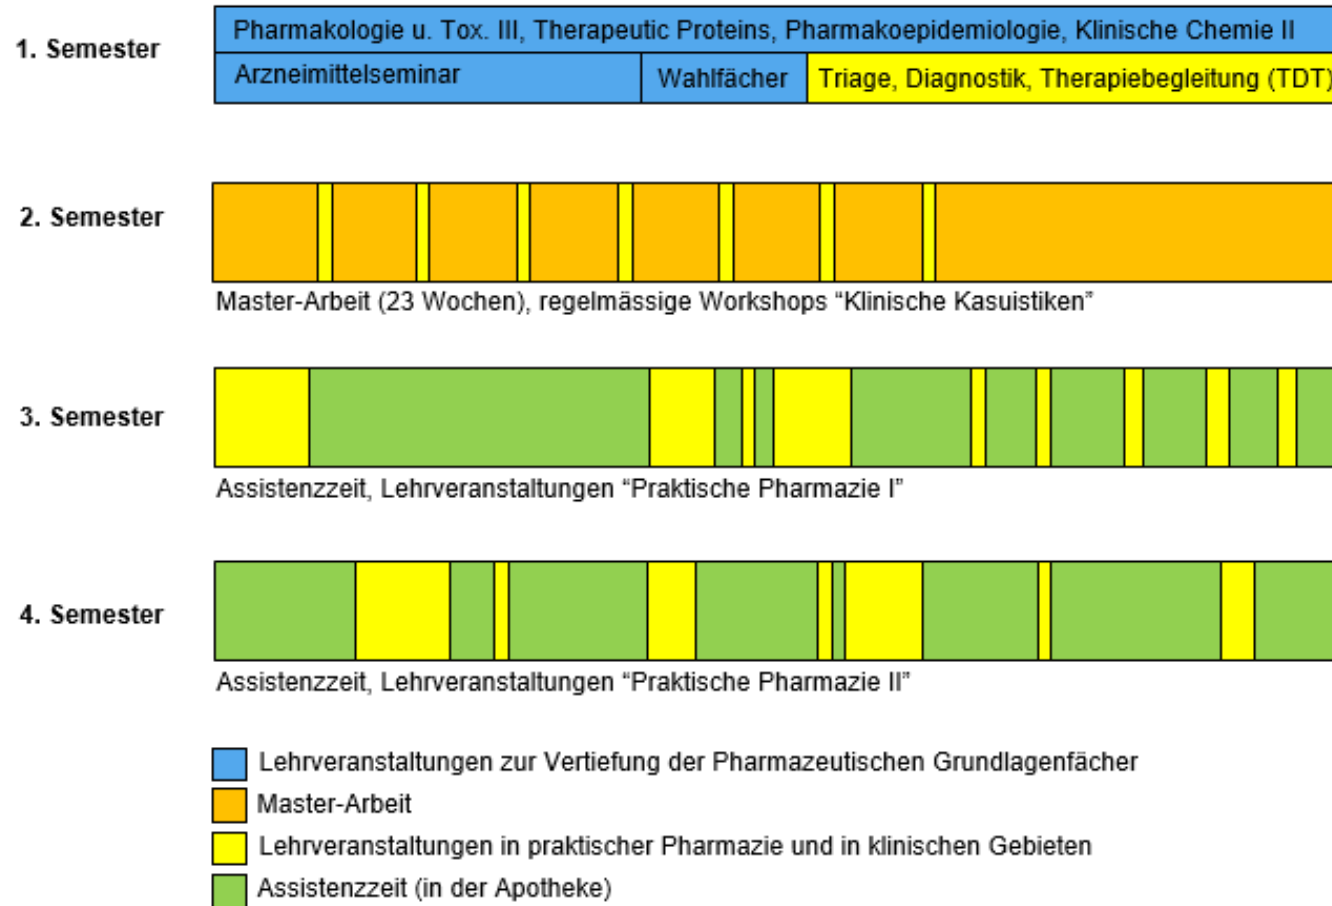 1. Semester
Pharmakologie u. Tox. III, Therapeutic Proteins, Pharmakoepidemiologie, Klinische Chemie II
Arzneimittelseminar
Wahlfächer
Triage, Diagnostik, Therapiebegleitung (TDT)
2. Semester
Master-Arbeit (23 Wochen), regelmässige Workshops “Klinische Kasuistiken”
3. Semester
Assistenzzeit, Lehrveranstaltungen “Praktische Pharmazie I”
4. Semester
Assistenzzeit, Lehrveranstaltungen “Praktische Pharmazie II”
Lehrveranstaltungen zur Vertiefung der Pharmazeutischen Grundlagenfächer
Master-Arbeit
Lehrveranstaltungen in praktischer Pharmazie und in klinischen Gebieten
Assistenzzeit (in der Apotheke)